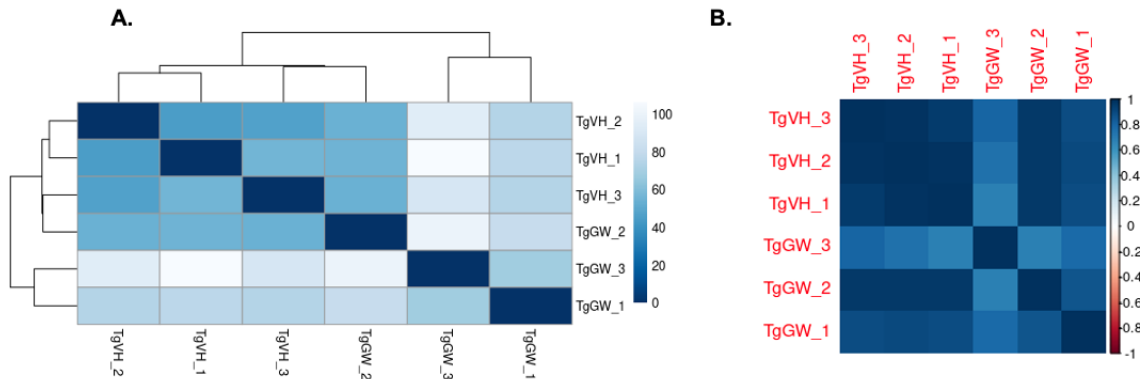 A.
100
80
60
40
20
0
TgVH_2
TgVH_1
TgVH_3
TgGW_2
TgGW_3
TgGW_1
TgVH_2
TgVH_1
TgVH_3
TgGW_2
TgGW_3
TgGW_1
B.
TgVH_3
TgVH_2
TgVH_1
TgGW_3
TgGW_2
TgGW_1
TgVH_3
TgVH_2
TgVH_1
TgGW_3
TgGW_2
TgGW_1
1
0.8
0.6
0.4
0.2
0
-0.2
-0.4
-0.6
-0.8
-1